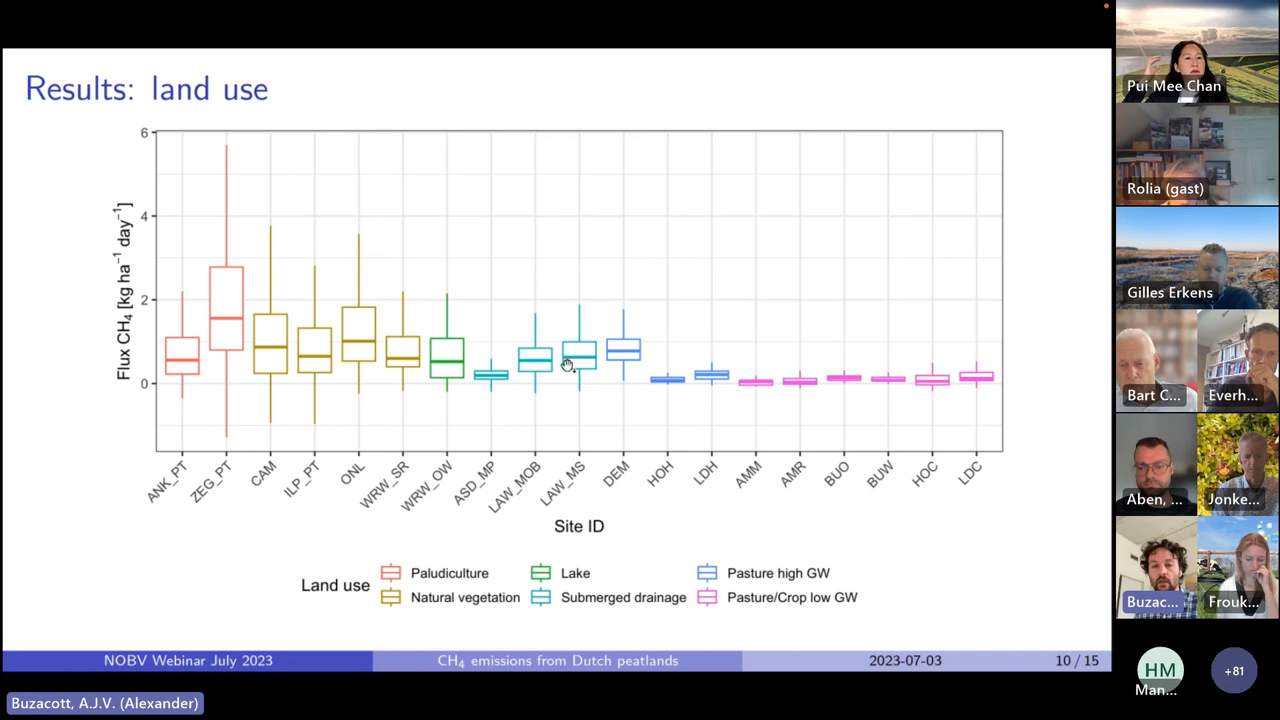 Results: land use
6
4
2
0
Flux CH₄ [kg ha⁻¹ day⁻¹]
ANK_PT
ZEG_PT
CAM
ILP_PT
ONL
WRW_SR
WRW_OW
ASD_MP
LAW_MOB
LAW_MS
DEM
HOH
LDH
AMM
AMR
BUO
BUW
HOC
LDC
Site ID
Land use
Paludiculture
Lake
Pasture high GW
Natural vegetation
Submerged drainage
Pasture/Crop low GW
NOBV Webinar July 2023
CH₄ emissions from Dutch peatlands
2023-07-03
10 / 15
Buzacott, A.J.V. (Alexander)
Pui Mee Chan
Rolia (gast)
Gilles Erkens
Bart C...
Everh...
Aben, ...
Jonke...
Buzac...
Frouk...
HM
Man...
+81